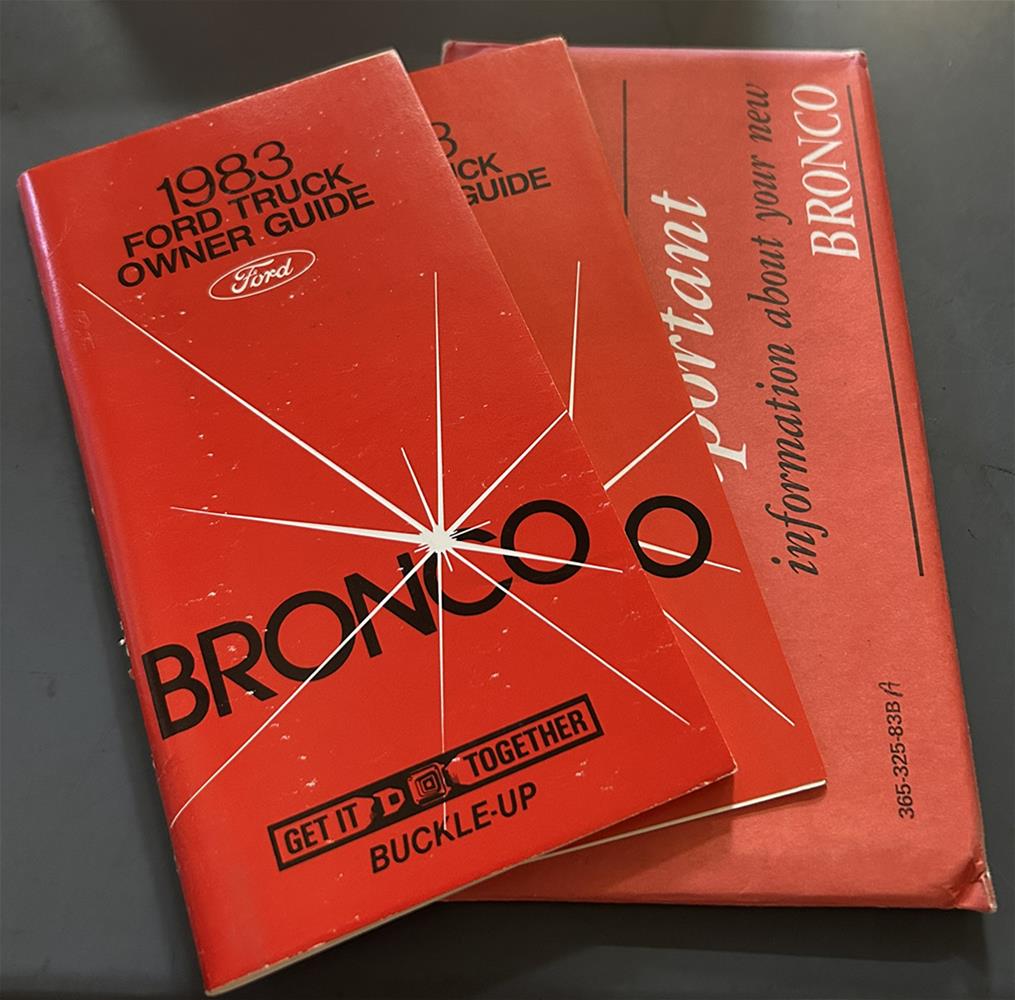 1983
FORD TRUCK
OWNER GUIDE
Ford
BRONCO
GET IT TOGETHER
BUCKLE-UP
3
ICK
GUIDE
O
portant
information about your new
BRONCO
365-325-83B A